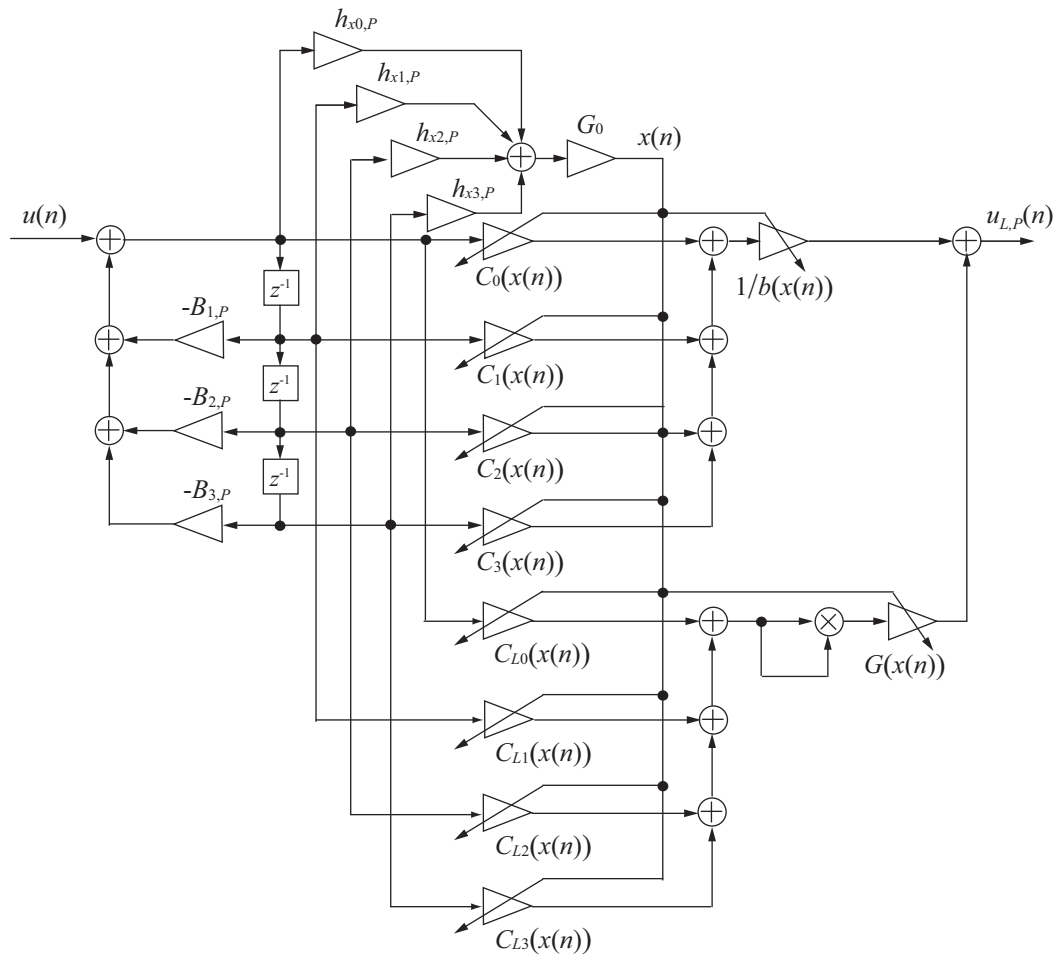 h_{x0,P}
h_{x1,P}
h_{x2,P}
h_{x3,P}
G_0
x(n)
u(n)
u_{L,P}(n)
C_0(x(n))
1/b(x(n))
z^{-1}
-B_{1,P}
C_1(x(n))
z^{-1}
-B_{2,P}
C_2(x(n))
z^{-1}
-B_{3,P}
C_3(x(n))
C_{L0}(x(n))
G(x(n))
C_{L1}(x(n))
C_{L2}(x(n))
C_{L3}(x(n))